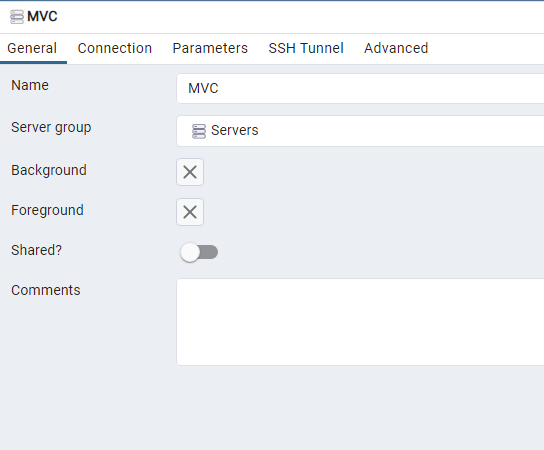 MVC
General Connection Parameters SSH Tunnel Advanced
Name MVC
Server group Servers
Background
Foreground
Shared?
Comments